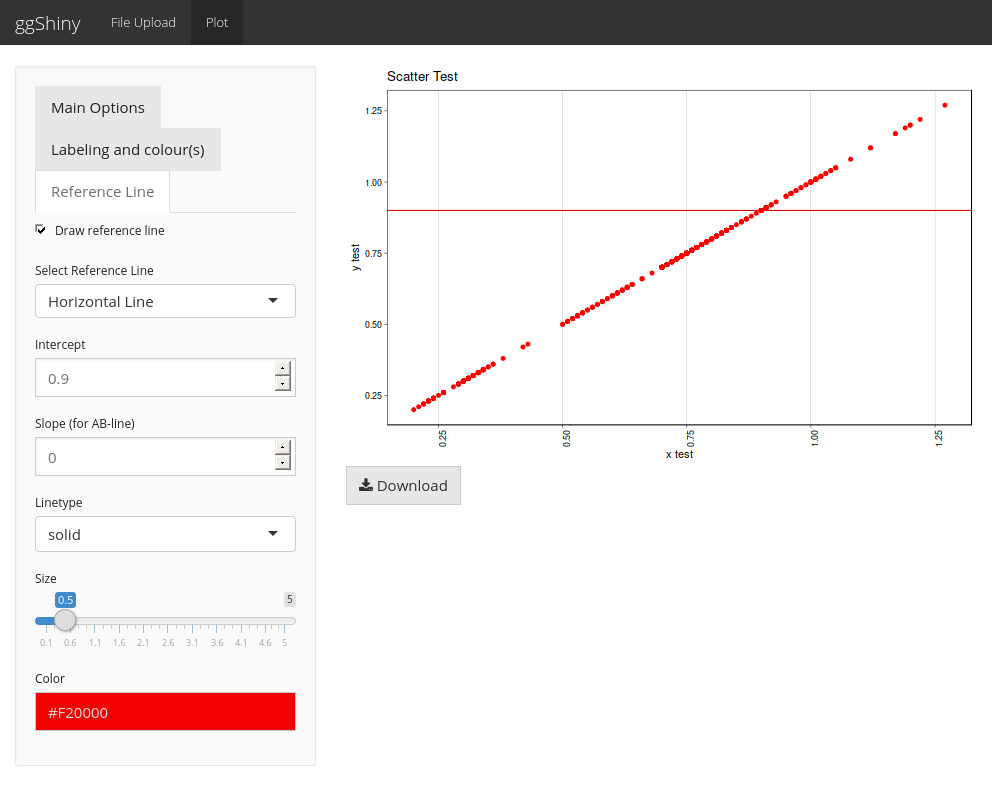 ggShiny File Upload Plot
Main Options
Labeling and colour(s)
Reference Line
Draw reference line
Select Reference Line
Horizontal Line
Intercept
0.9
Slope (for AB-line)
0
Linetype
solid
Size
0.5 5
0.1 0.6 1.1 1.6 2.1 2.6 3.1 3.6 4.1 4.6 5
Color
#F20000
Scatter Test
1.25
1.00
0.75
0.50
0.25
y test
0.25 0.50 0.75 1.00 1.25
x test
Download